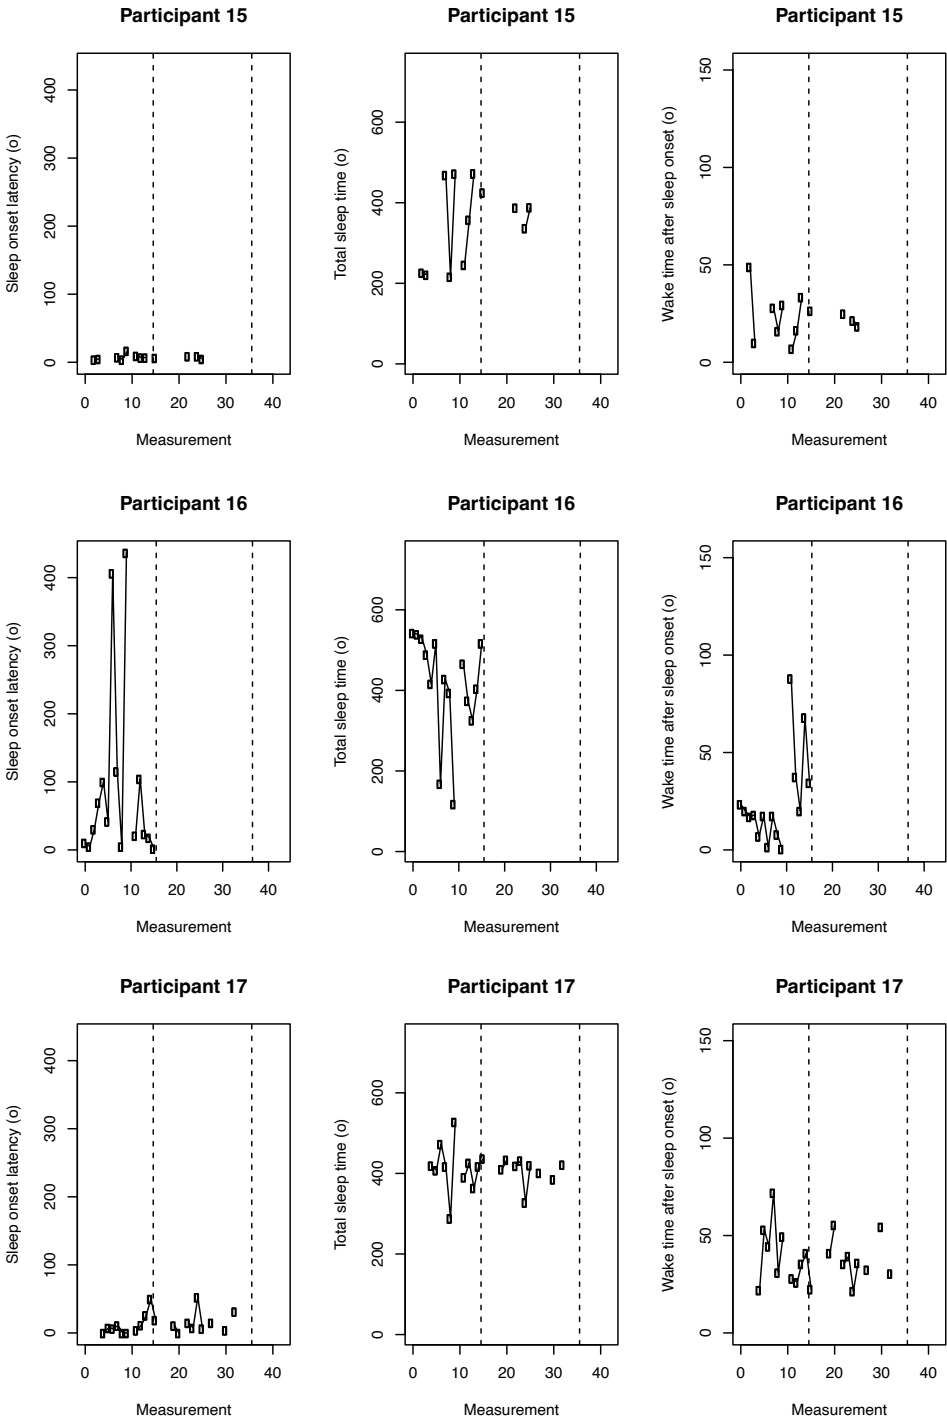 Participant 15 Participant 15 Participant 15
Sleep onset latency (o)
0 100 200 300 400
0 10 20 30 40
Measurement
Total sleep time (o)
0 200 400 600
0 10 20 30 40
Measurement
Wake time after sleep onset (o)
0 50 100 150
0 10 20 30 40
Measurement
Participant 16 Participant 16 Participant 16
Sleep onset latency (o)
0 100 200 300 400
0 10 20 30 40
Measurement
Total sleep time (o)
0 200 400 600
0 10 20 30 40
Measurement
Wake time after sleep onset (o)
0 50 100 150
0 10 20 30 40
Measurement
Participant 17 Participant 17 Participant 17
Sleep onset latency (o)
0 100 200 300 400
0 10 20 30 40
Measurement
Total sleep time (o)
0 200 400 600
0 10 20 30 40
Measurement
Wake time after sleep onset (o)
0 50 100 150
0 10 20 30 40
Measurement